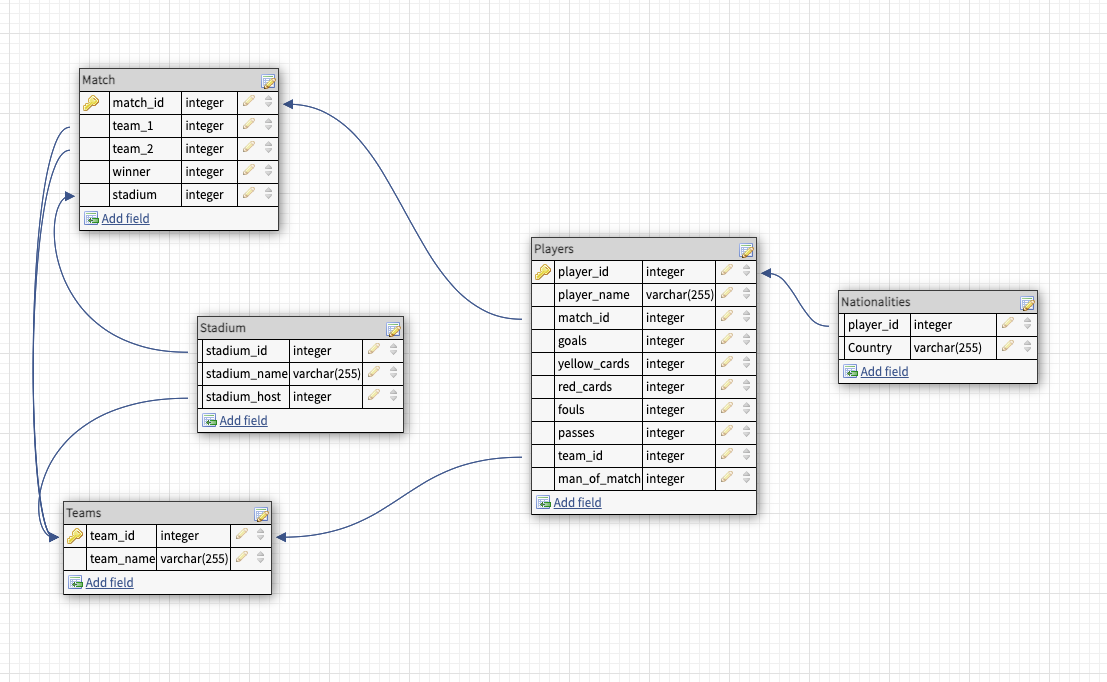 Match
match_id integer
team_1 integer
team_2 integer
winner integer
stadium integer
Add field
Players
player_id integer
player_name varchar(255)
match_id integer
goals integer
yellow_cards integer
red_cards integer
fouls integer
passes integer
team_id integer
man_of_match integer
Add field
Nationalities
player_id integer
Country varchar(255)
Add field
Stadium
stadium_id integer
stadium_name varchar(255)
stadium_host integer
Add field
Teams
team_id integer
team_name varchar(255)
Add field